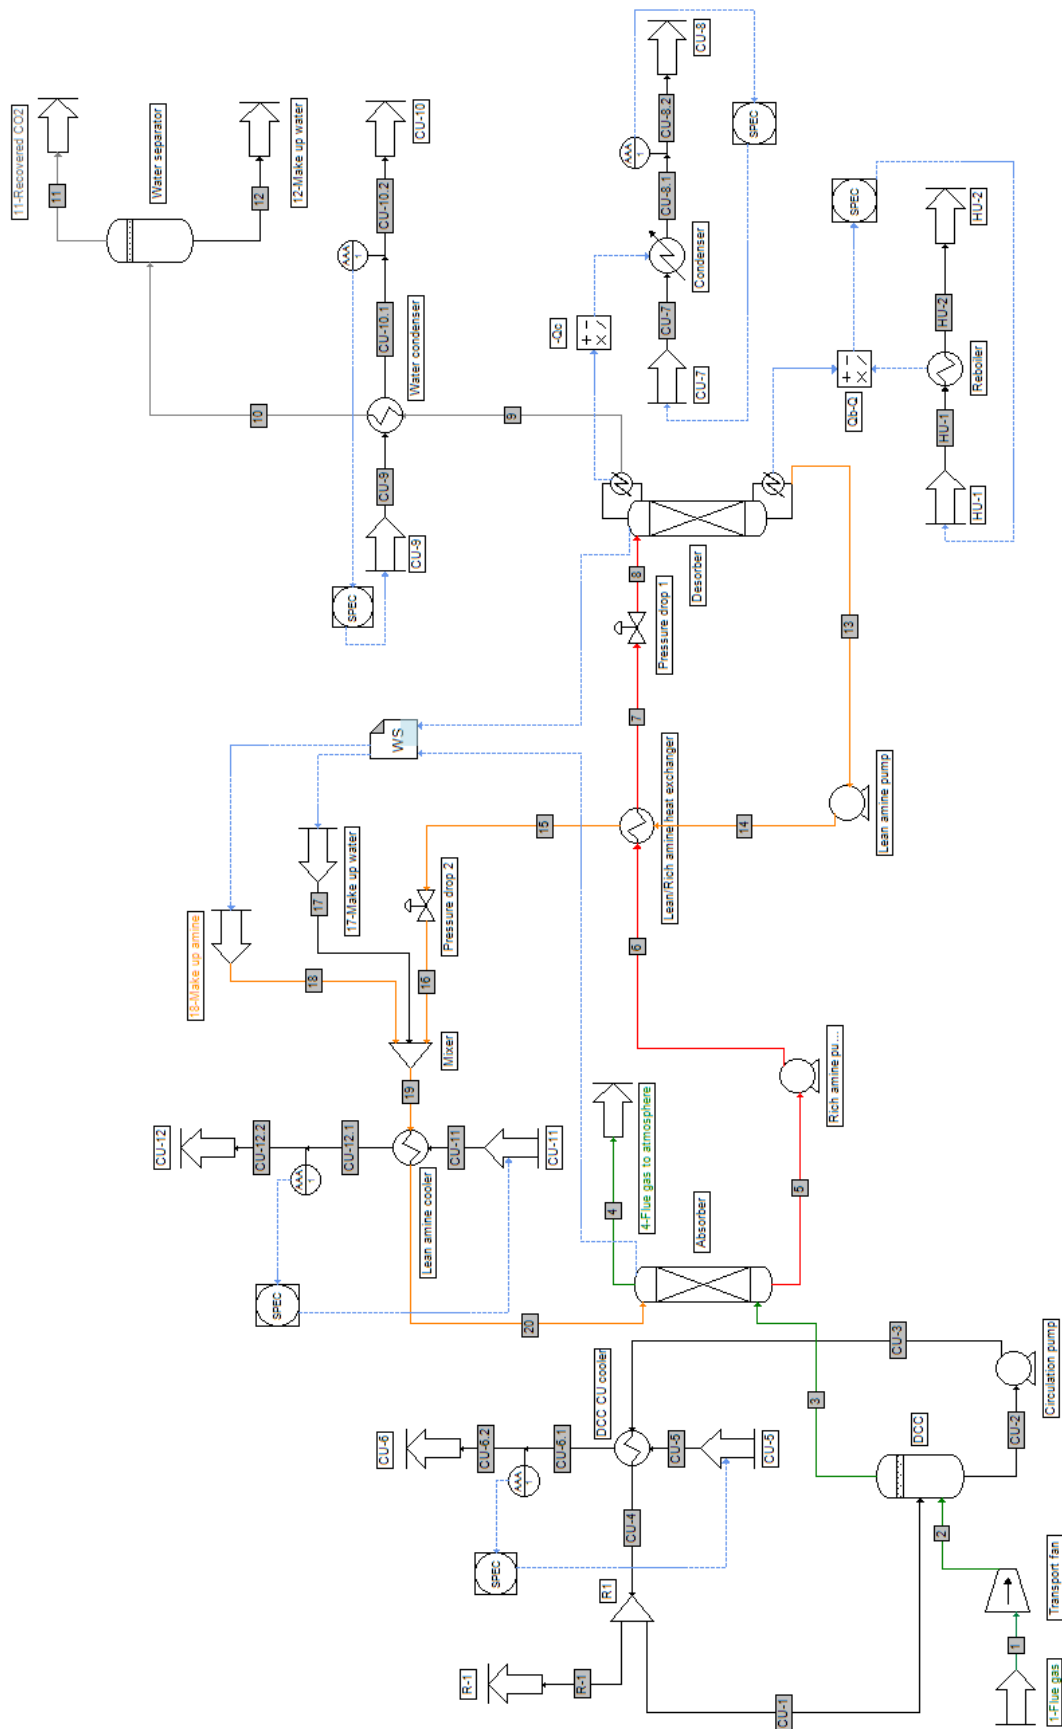 11-Recovered CO2
11
Water separator
12
12-Make up water
CU-10
CU-10.2
AAA
1
CU-10.1
Water condenser
10
9
CU-9
CU-9
SPEC
CU-8
CU-8.2
AAA
1
CU-8.1
SPEC
Condenser
-Qc
+ -
× /
CU-7
CU-7
SPEC
+ -
× /
Qb-Q
HU-2
HU-2
Reboiler
HU-1
HU-1
Desorber
8
Pressure drop 1
7
13
Lean amine pump
14
Lean/Rich amine heat exchanger
15
6
WS
17-Make up water
17
18-Make up amine
18
Pressure drop 2
16
Mixer
19
CU-12
CU-12.2
CU-12.1
AAA
1
CU-11
CU-11
Lean amine cooler
SPEC
20
4-Flue gas to atmosphere
4
Absorber
5
Rich amine pu...
3
CU-3
Circulation pump
CU-2
DCC
DCC CU cooler
CU-6
CU-6.2
CU-6.1
AAA
1
CU-5
CU-5
SPEC
CU-4
R1
R-1
R-1
CU-1
2
Transport fan
1
1-Flue gas